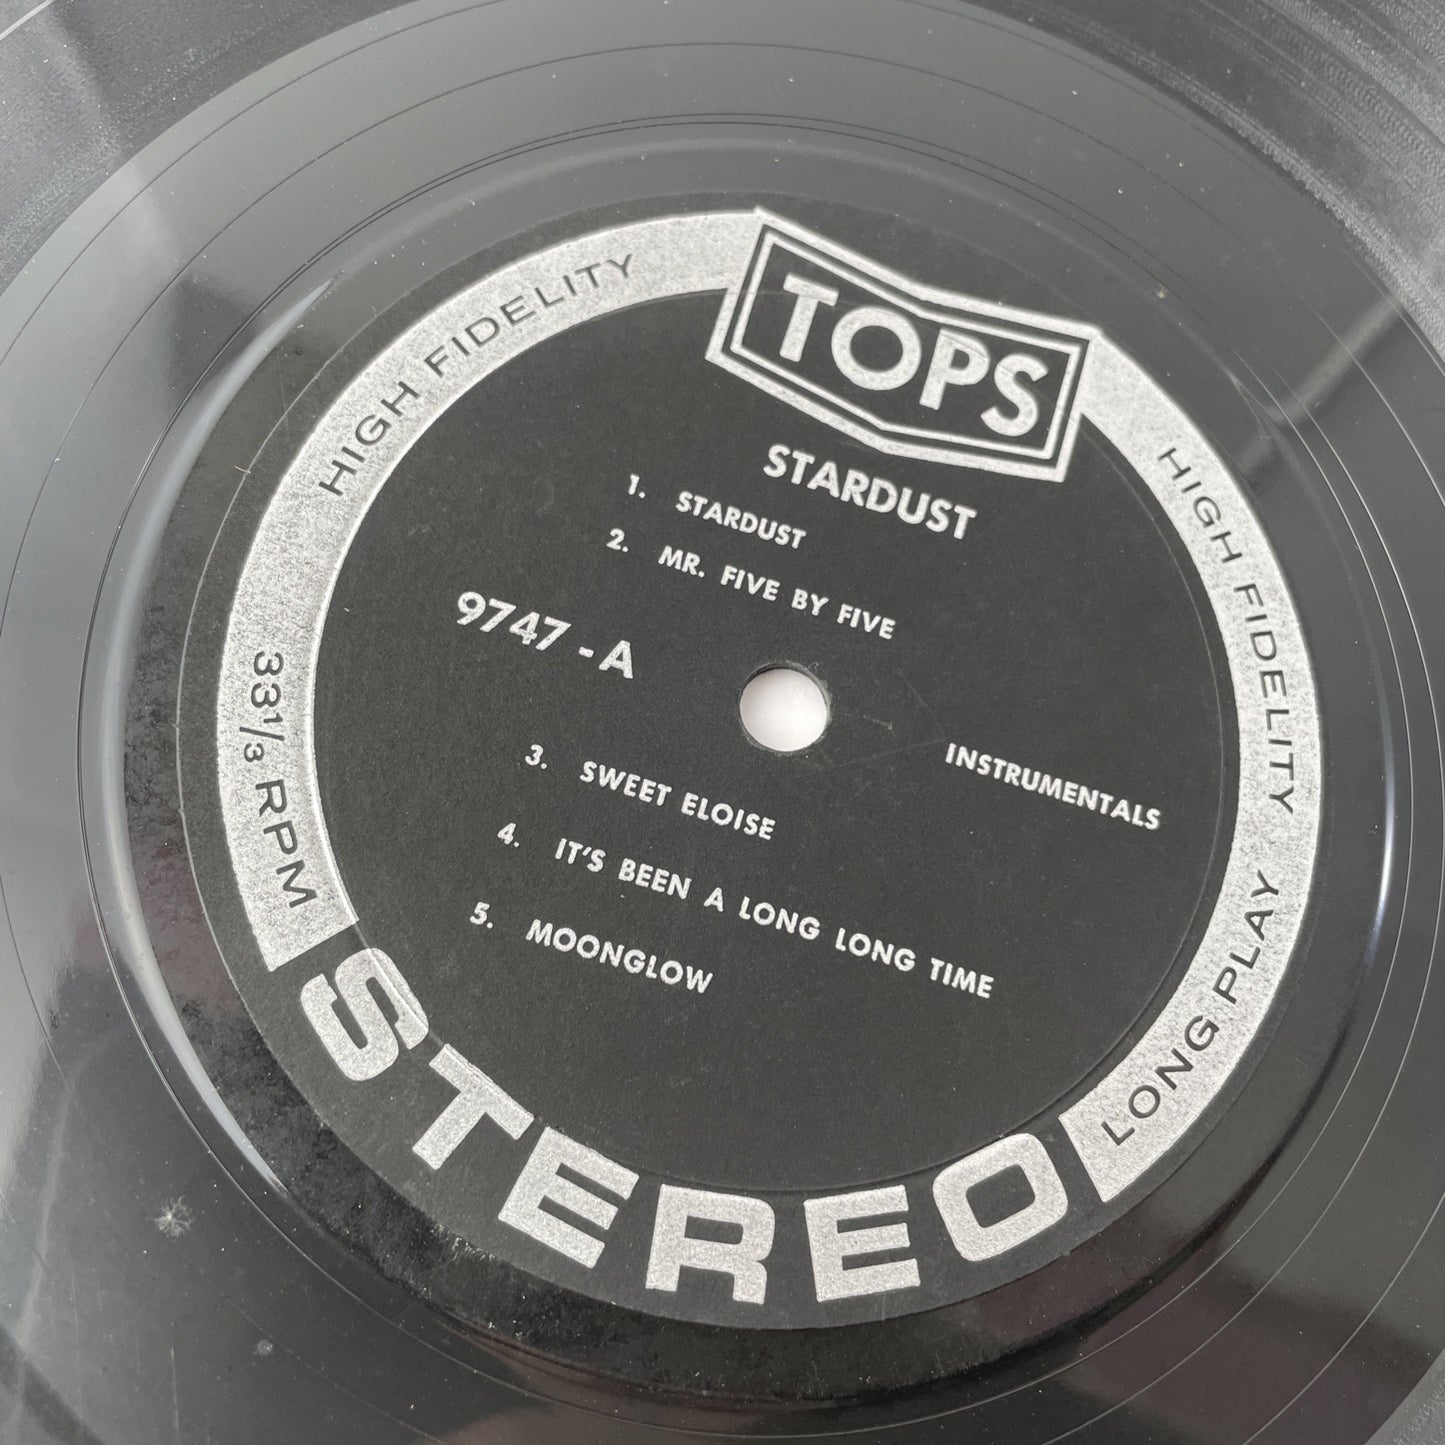 TOPS
HIGH FIDELITY
HIGH FIDELITY
STARDUST
1. STARDUST
2. MR. FIVE BY FIVE
9747 - A
INSTRUMENTALS
3. SWEET ELOISE
4. IT'S BEEN A LONG LONG TIME
5. MOONGLOW
33 1/3 RPM
LONG PLAY
STEREO